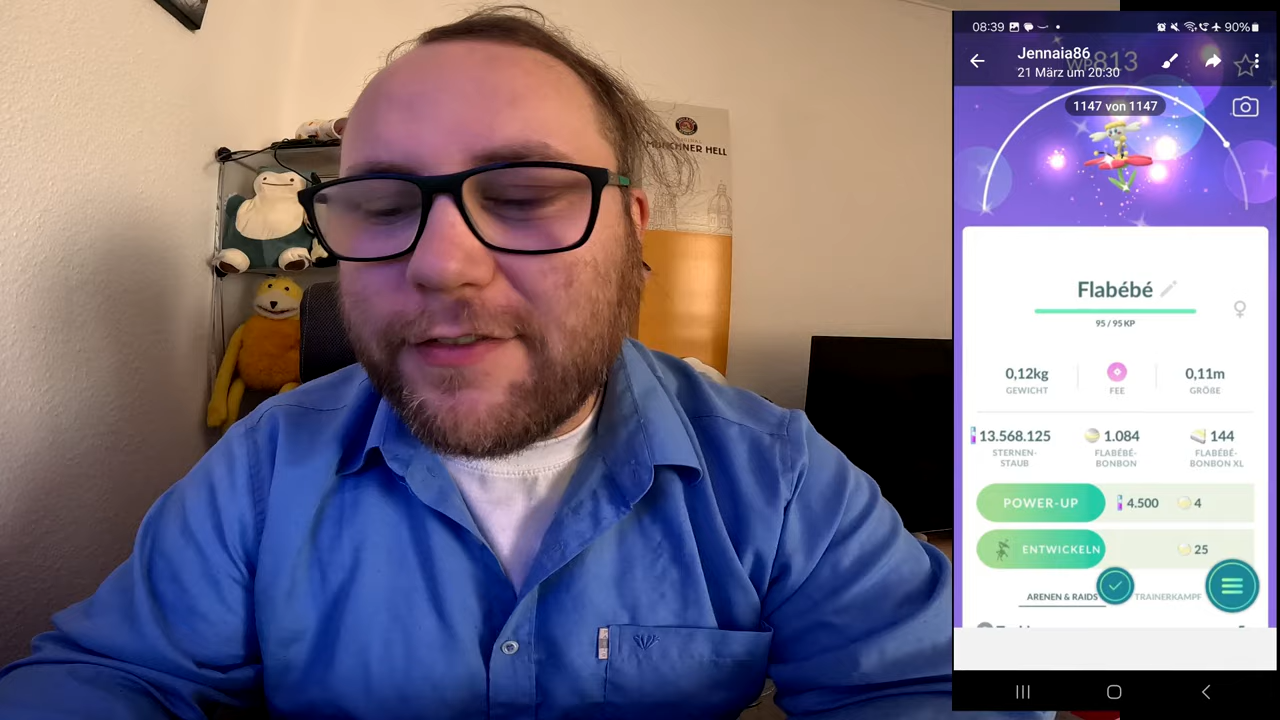 MÜNCHNER HELL
08:39
90%
Jennaia86
21 März um 20:30
WP813
1147 von 1147
Flabébé
95 / 95 KP
0,12kg
GEWICHT
FEE
0,11m
GRÖßE
13.568.125
STERNEN-
STAUB
1.084
FLABÉBÉ-
BONBON
144
FLABÉBÉ-
BONBON XL
POWER-UP
4.500
4
ENTWICKELN
25
ARENEN & RAIDS
TRAINERKAMPF